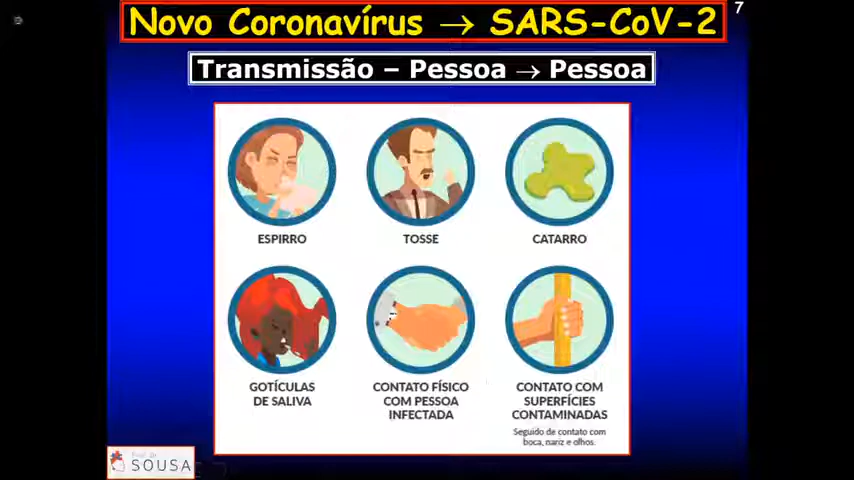 Novo Coronavírus → SARS-CoV-2
7
Transmissão – Pessoa → Pessoa
ESPIRRO
TOSSE
CATARRO
GOTÍCULAS
DE SALIVA
CONTATO FÍSICO
COM PESSOA
INFECTADA
CONTATO COM
SUPERFÍCIES
CONTAMINADAS
Seguido de contato com
boca, nariz e olhos.
SOUSA